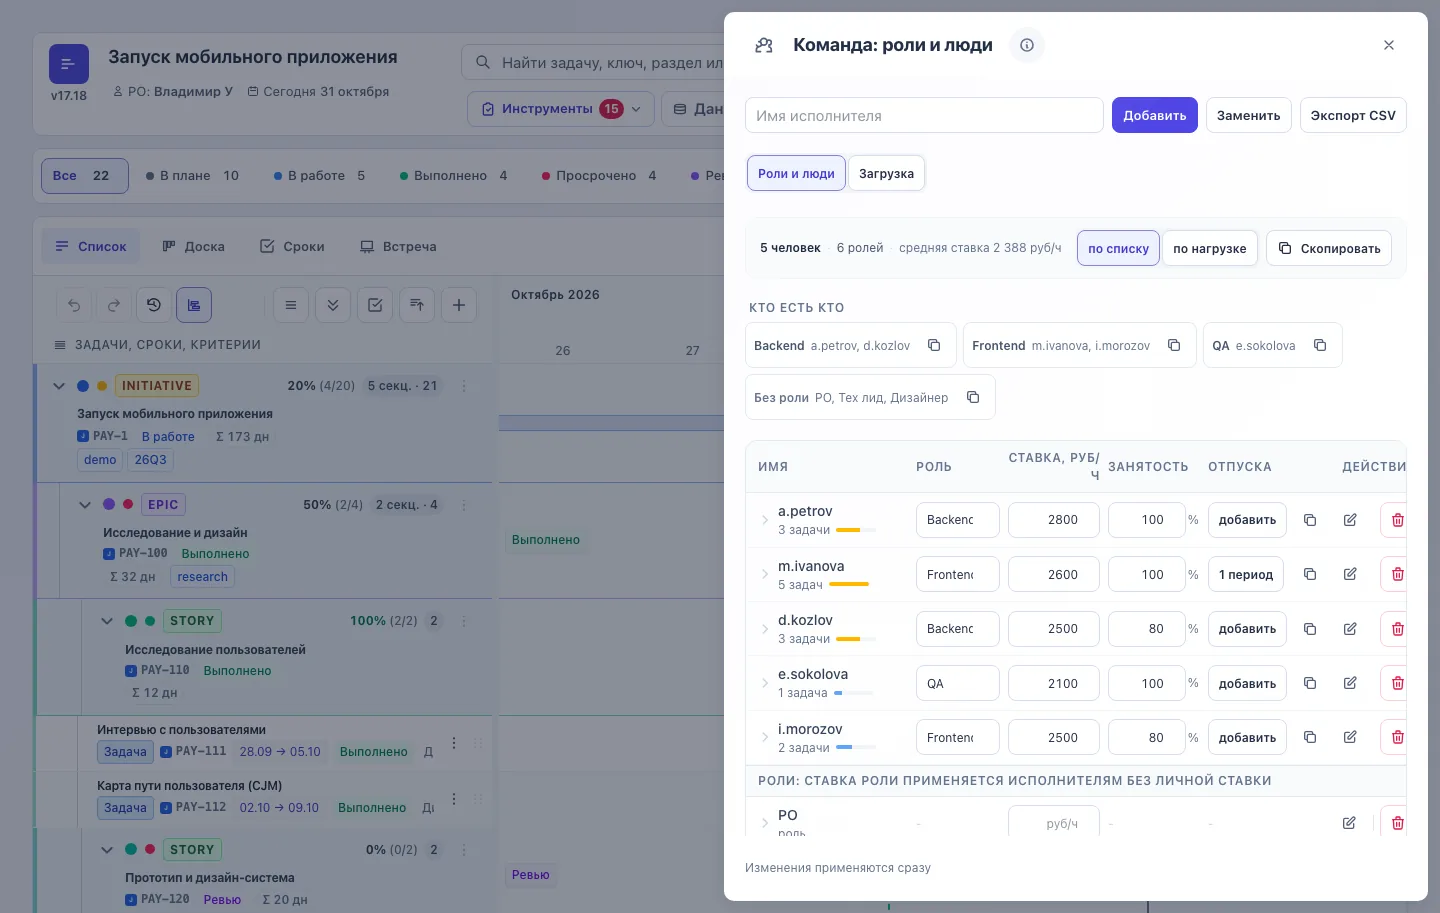 Запуск мобильного приложения
v17.18
РО: Владимир У Сегодня 31 октября
Найти задачу, ключ, раздел ил
Инструменты 15
Дан
Все 22
В плане 10
В работе 5
Выполнено 4
Просрочено 4
Рев
Список
Доска
Сроки
Встреча
Октябрь 2026
26 27
ЗАДАЧИ, СРОКИ, КРИТЕРИИ
INITIATIVE 20% (4/20) 5 секц. · 21
Запуск мобильного приложения
PAY-1 В работе Σ 173 дн
demo 26Q3
EPIC 50% (2/4) 2 секц. · 4
Исследование и дизайн
PAY-100 Выполнено
Σ 32 дн research
Выполнено
STORY 100% (2/2) 2
Исследование пользователей
PAY-110 Выполнено
Σ 12 дн
Интервью с пользователями
Задача PAY-111 28.09 → 05.10 Выполнено Д
Карта пути пользователя (CJM)
Задача PAY-112 02.10 → 09.10 Выполнено
STORY 0% (0/2) 2
Прототип и дизайн-система
PAY-120 Ревью Σ 20 дн
Ревью
Команда: роли и люди
Имя исполнителя
Добавить
Заменить
Экспорт CSV
Роли и люди
Загрузка
5 человек · 6 ролей · средняя ставка 2 388 руб/ч
по списку
по нагрузке
Скопировать
КТО ЕСТЬ КТО
Backend a.petrov, d.kozlov
Frontend m.ivanova, i.morozov
QA e.sokolova
Без роли РО, Тех лид, Дизайнер
ИМЯ РОЛЬ СТАВКА, РУБ/
Ч ЗАНЯТОСТЬ ОТПУСКА ДЕЙСТВИ
a.petrov
3 задачи
Backend 2800 100 % добавить
m.ivanova
5 задач
Frontend 2600 100 % 1 период
d.kozlov
3 задачи
Backend 2500 80 % добавить
e.sokolova
1 задача
QA 2100 100 % добавить
i.morozov
2 задачи
Frontend 2500 80 % добавить
РОЛИ: СТАВКА РОЛИ ПРИМЕНЯЕТСЯ ИСПОЛНИТЕЛЯМ БЕЗ ЛИЧНОЙ СТАВКИ
РО
роль
- руб/ч - -
Изменения применяются сразу